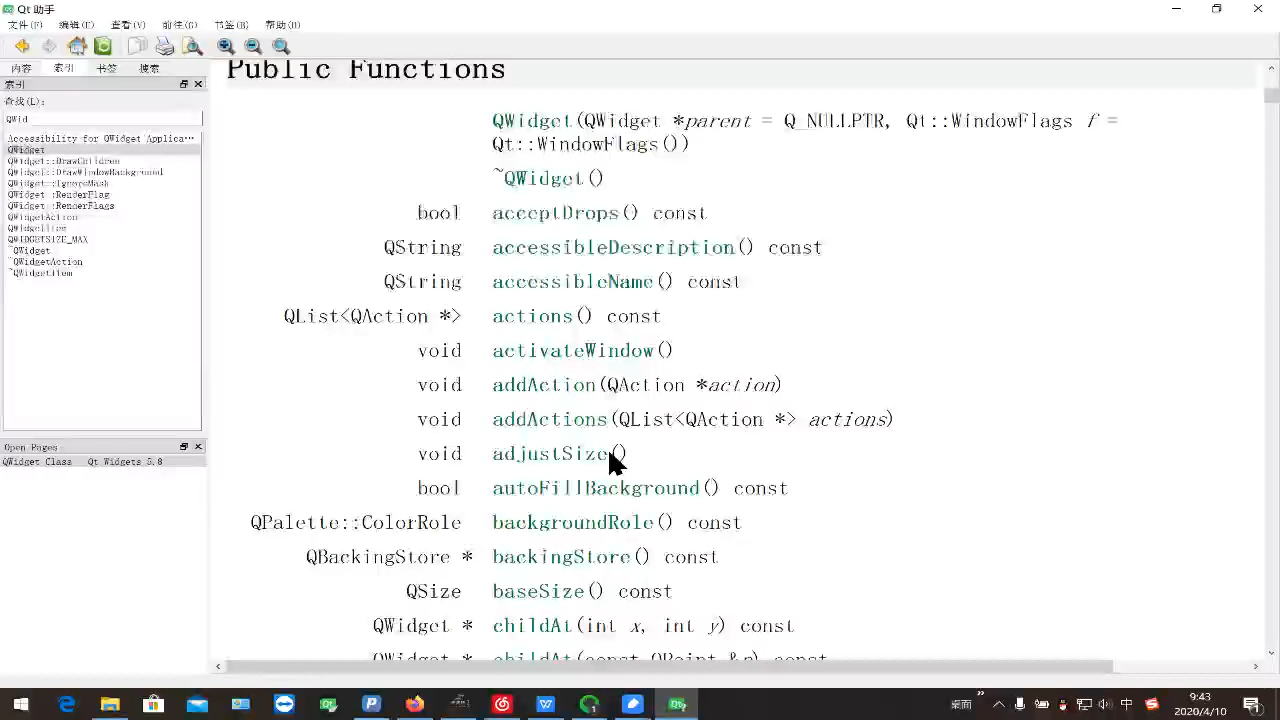 Qt 助手
文件(F) 编辑(E) 查看(V) 前往(G) 书签(B) 帮助(H)
内容 索引 书签 搜索
索引
查找(L):
QWid
Accessibility for QWidget Applica…
QWidget
QWidget::DrawChildren
QWidget::DrawWindowBackground
QWidget::IgnoreMask
QWidget::RenderFlag
QWidget::RenderFlags
QWidgetAction
QWidgetItem
QWIDGETSIZE_MAX
~QWidget
~QWidgetAction
~QWidgetItem
Open Pages:
QWidget Class | Qt Widgets 5.8
Public Functions
QWidget(QWidget *parent = Q_NULLPTR, Qt::WindowFlags f =
Qt::WindowFlags())
~QWidget()
bool acceptDrops() const
QString accessibleDescription() const
QString accessibleName() const
QList<QAction *> actions() const
void activateWindow()
void addAction(QAction *action)
void addActions(QList<QAction *> actions)
void adjustSize()
bool autoFillBackground() const
QPalette::ColorRole backgroundRole() const
QBackingStore * backingStore() const
QSize baseSize() const
QWidget * childAt(int x, int y) const
QWidget * childAt(const QPoint &p) const
桌面 中 9:43
2020/4/10